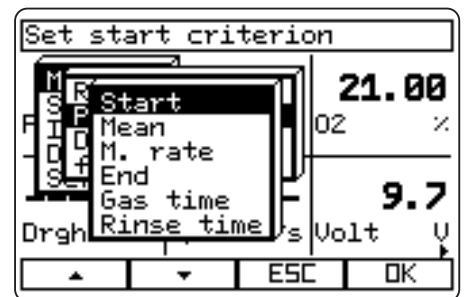 Set start criterion
21.00
O2 %
Start
Mean
M. rate
End
Gas time
Rinse time
9.7
Drgh
s Volt V
ESC OK